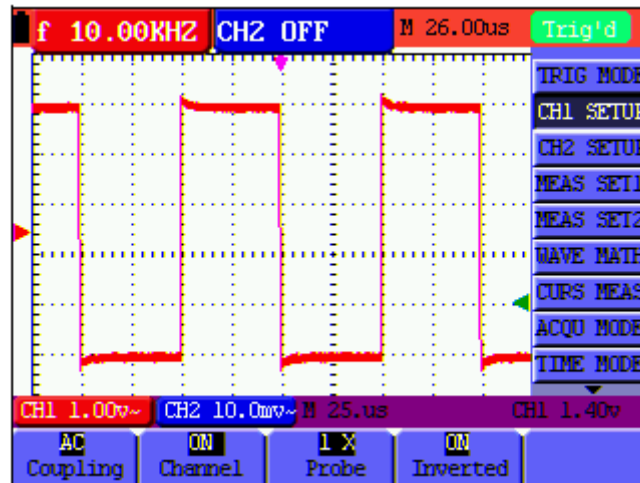 f 10.00KHZ CH2 OFF M 26.00us Trig'd
TRIG MODE
CH1 SETUP
CH2 SETUP
MEAS SET1
MEAS SET2
WAVE MATH
CURS MEAS
ACQU MODE
TIME MODE
CH1 1.00v~ CH2 10.0mv~ M 25.us CH1 1.40v
AC ON 1 X ON
Coupling Channel Probe Inverted